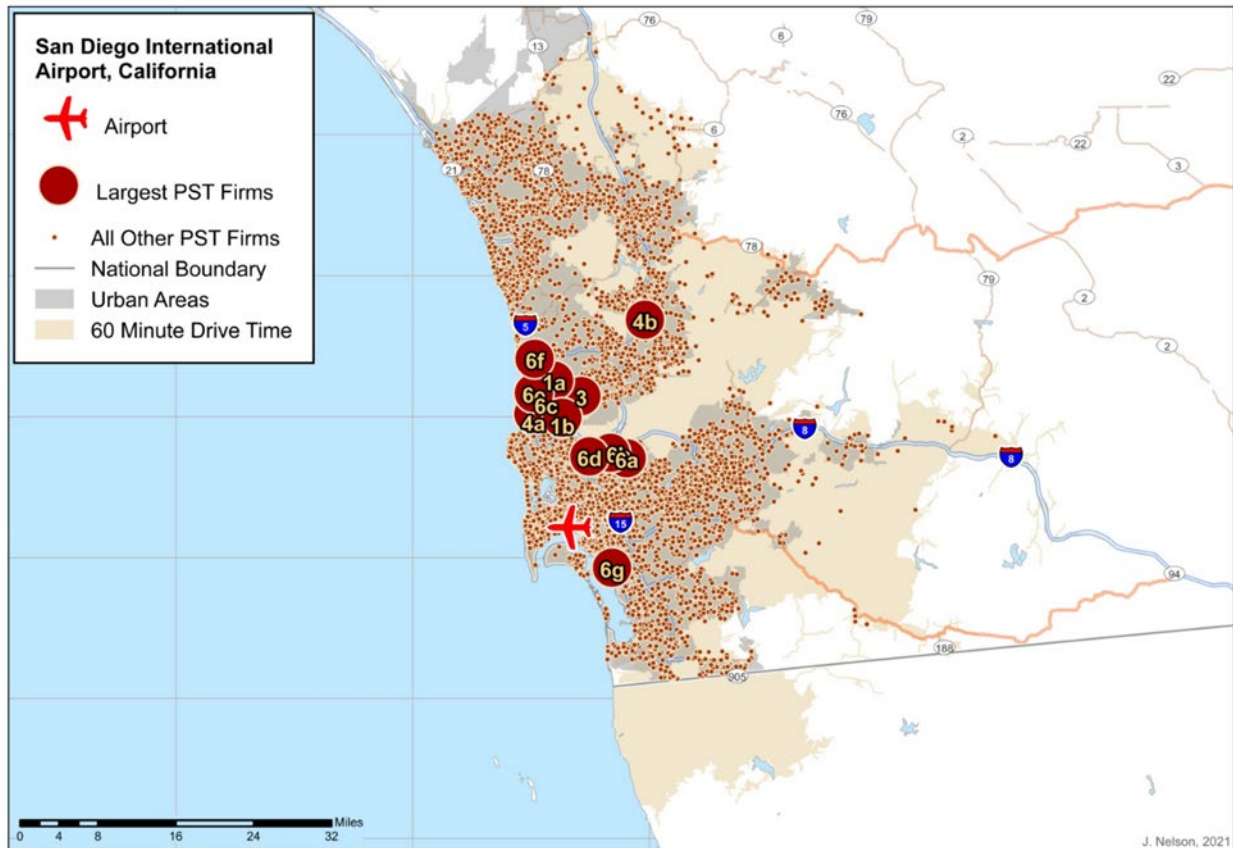 San Diego International
Airport, California
Airport
Largest PST Firms
All Other PST Firms
National Boundary
Urban Areas
60 Minute Drive Time
76
79
6
13
22
76
6
2
22
21
78
3
78
79
4b
2
5
6f
2
1a
3
6c
4a
1b
8
6d
6a
8
15
6g
94
188
905
Miles
0 4 8 16 24 32
J. Nelson, 2021